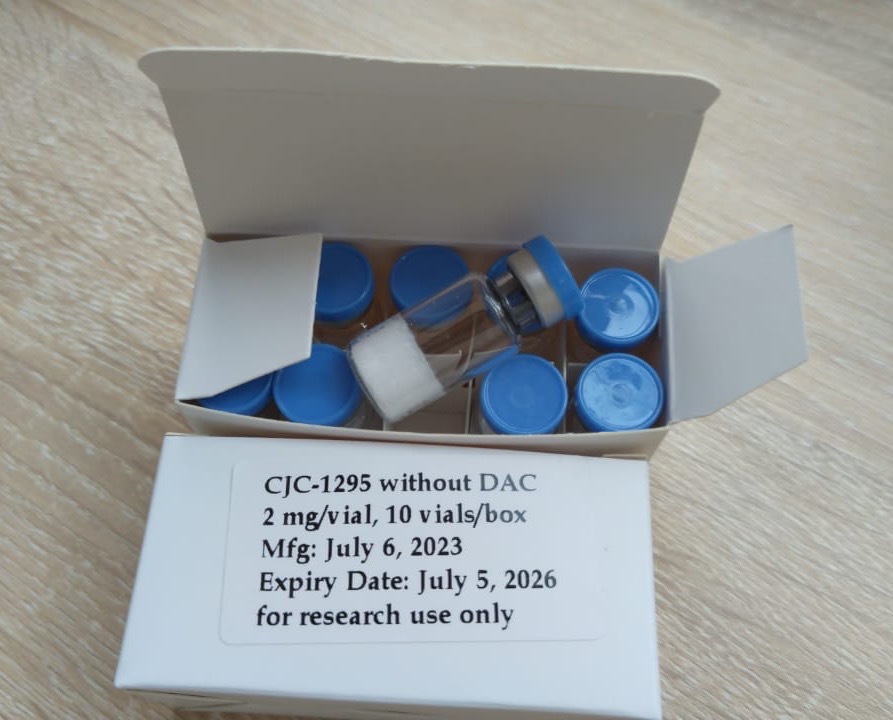 CJC-1295 without DAC
2 mg/vial, 10 vials/box
Mfg: July 6, 2023
Expiry Date: July 5, 2026
for research use only